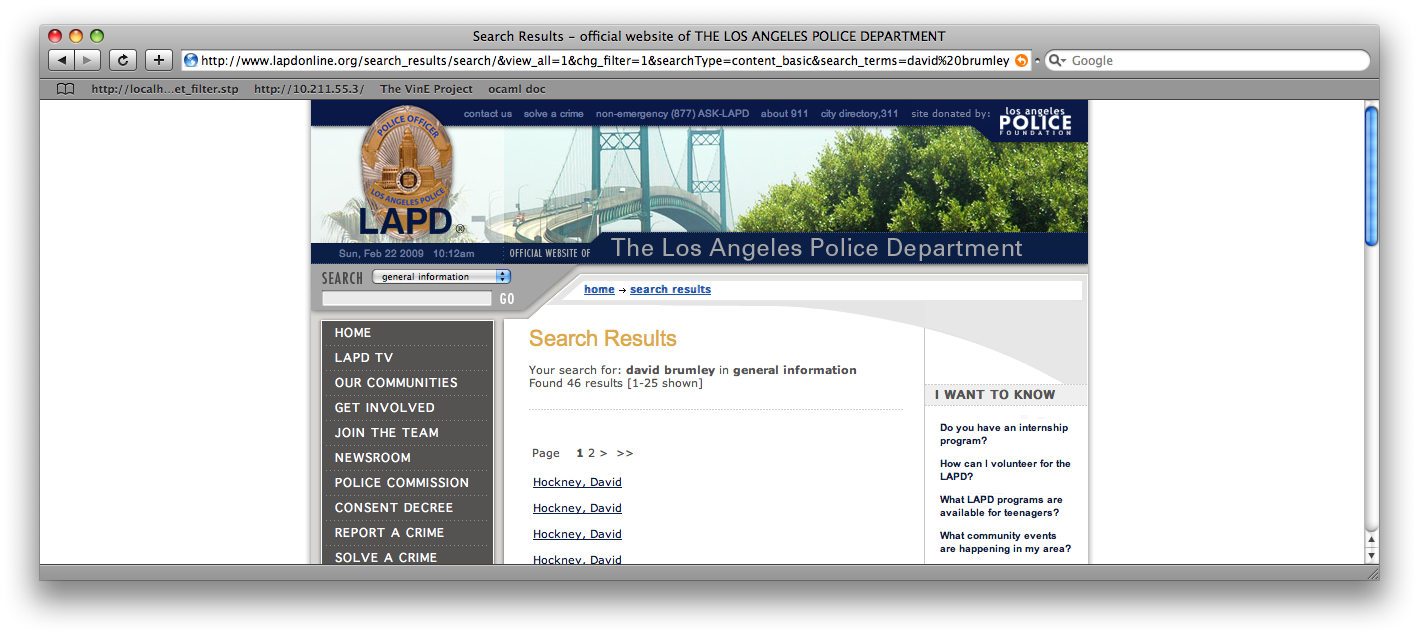 Search Results – official website of THE LOS ANGELES POLICE DEPARTMENT
http://www.lapdonline.org/search_results/search/&view_all=1&chg_filter=1&searchType=content_basic&search_terms=david%20brumley
Google
http://localh...et_filter.stp http://10.211.55.3/ The VinE Project ocaml doc
contact us solve a crime non-emergency (877) ASK-LAPD about 911 city directory,311 site donated by:
los angeles
POLICE
FOUNDATION
POLICE OFFICER
LOS ANGELES POLICE
LAPD®
Sun, Feb 22 2009 10:12am OFFICIAL WEBSITE OF The Los Angeles Police Department
SEARCH general information
GO
home → search results
HOME
LAPD TV
OUR COMMUNITIES
GET INVOLVED
JOIN THE TEAM
NEWSROOM
POLICE COMMISSION
CONSENT DECREE
REPORT A CRIME
SOLVE A CRIME
Search Results
Your search for: david brumley in general information
Found 46 results [1-25 shown]
Page 1 2 > >>
Hockney, David
Hockney, David
Hockney, David
Hockney, David
I WANT TO KNOW
Do you have an internship
program?
How can I volunteer for the
LAPD?
What LAPD programs are
available for teenagers?
What community events
are happening in my area?